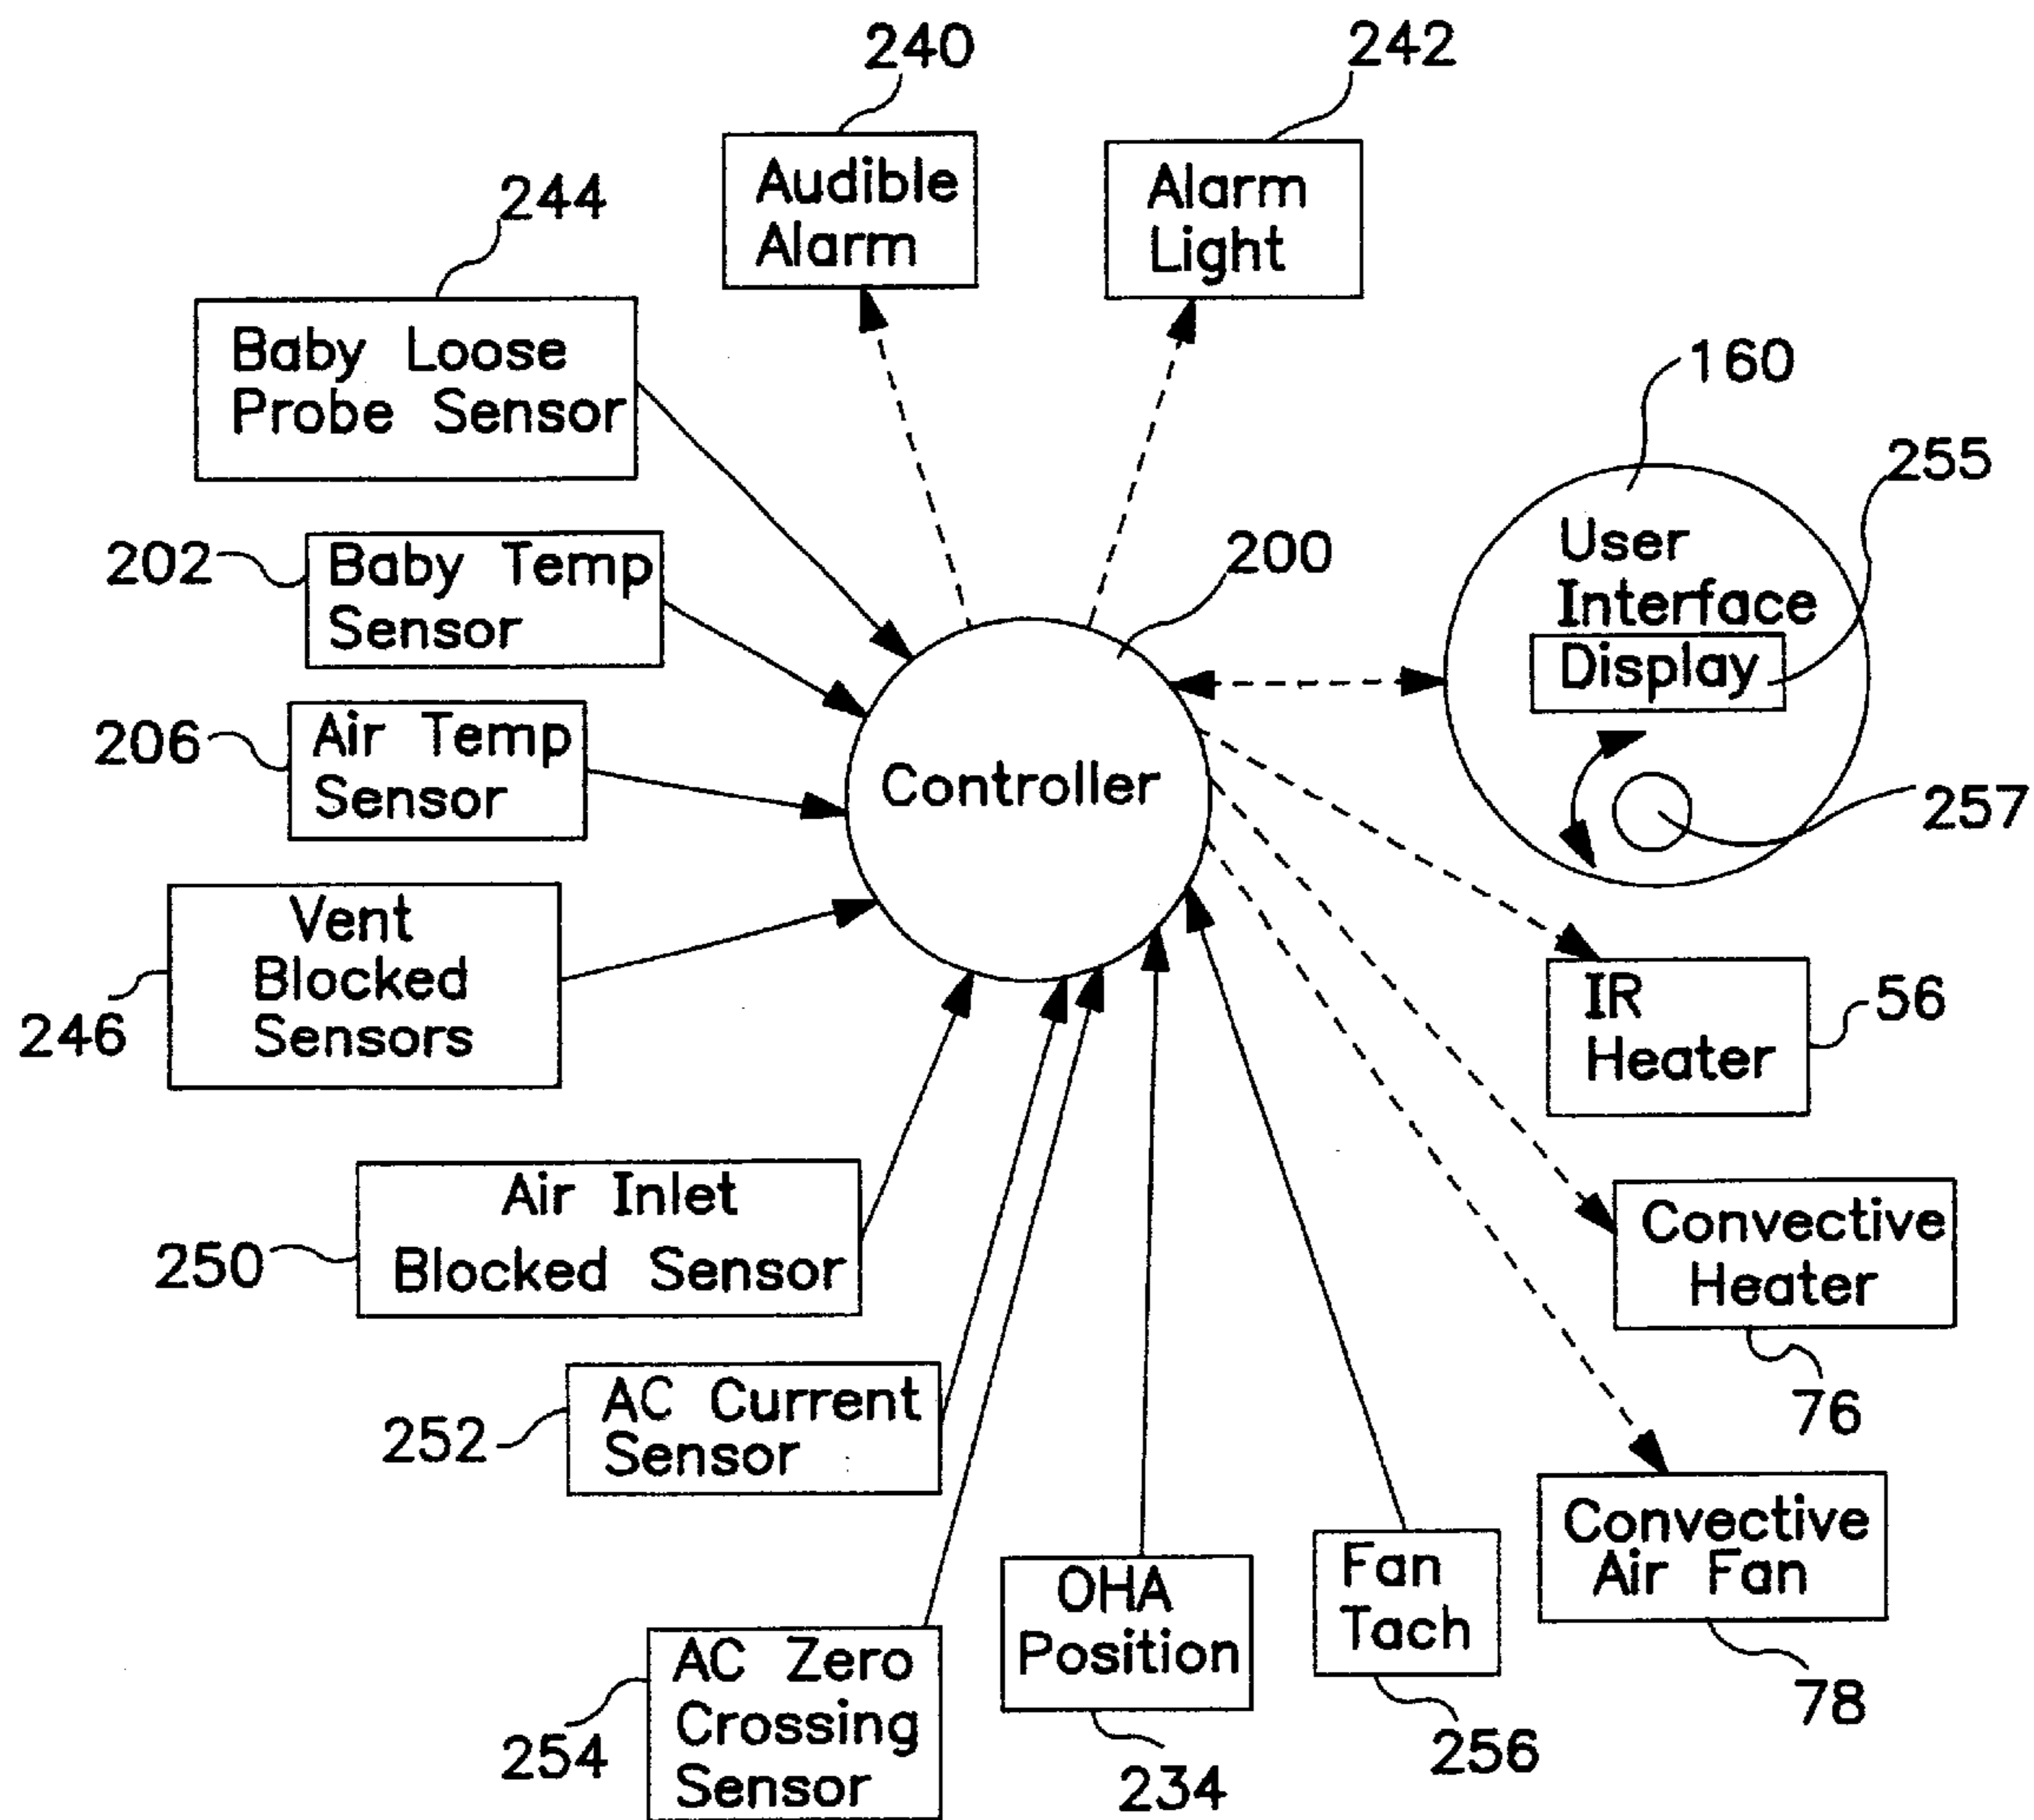 240
242
Audible
Alarm
Alarm
Light
244
Baby Loose
Probe Sensor
160
255
202
Baby Temp
Sensor
200
User
Interface
Display
206
Air Temp
Sensor
Controller
257
Vent
Blocked
Sensors
246
IR
Heater
56
Air Inlet
Blocked Sensor
250
Convective
Heater
76
AC Current
Sensor
252
Convective
Air Fan
78
Fan
Tach
256
OHA
Position
234
AC Zero
Crossing
Sensor
254